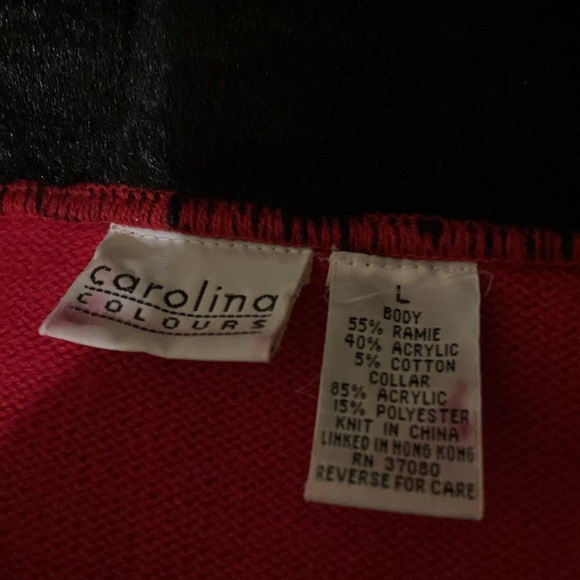 carolina
COLOURS
L
BODY
55% RAMIE
40% ACRYLIC
5% COTTON
COLLAR
85% ACRYLIC
15% POLYESTER
KNIT IN CHINA
LINKED IN HONG KONG
RN 37080
REVERSE FOR CARE